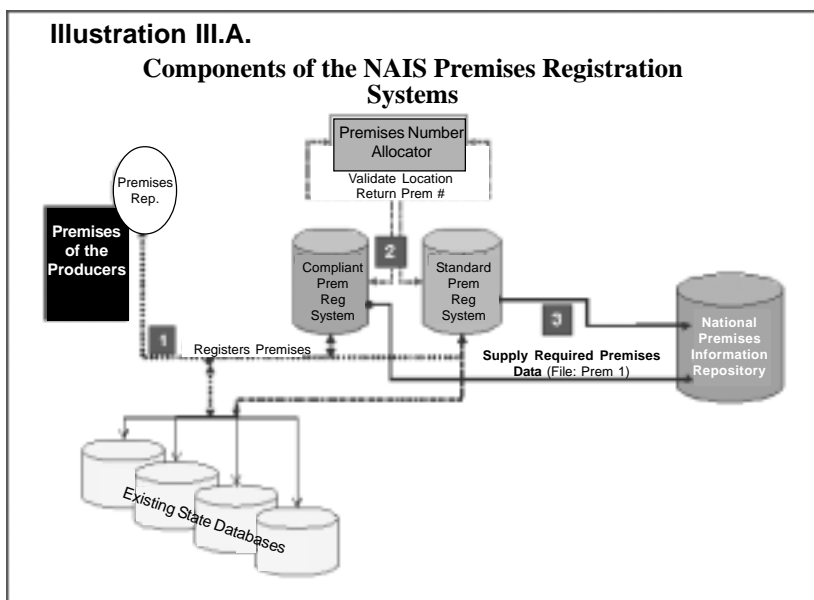 Illustration III.A.
Components of the NAIS Premises Registration
Systems
Premises Number
Allocator
Validate Location
Return Prem #
Premises
Rep.
Premises
of the
Producers
2
Compliant
Prem
Reg
System
Standard
Prem
Reg
System
3
National
Premises
Information
Repository
1
Registers Premises
Supply Required Premises
Data (File: Prem 1)
Existing State Databases